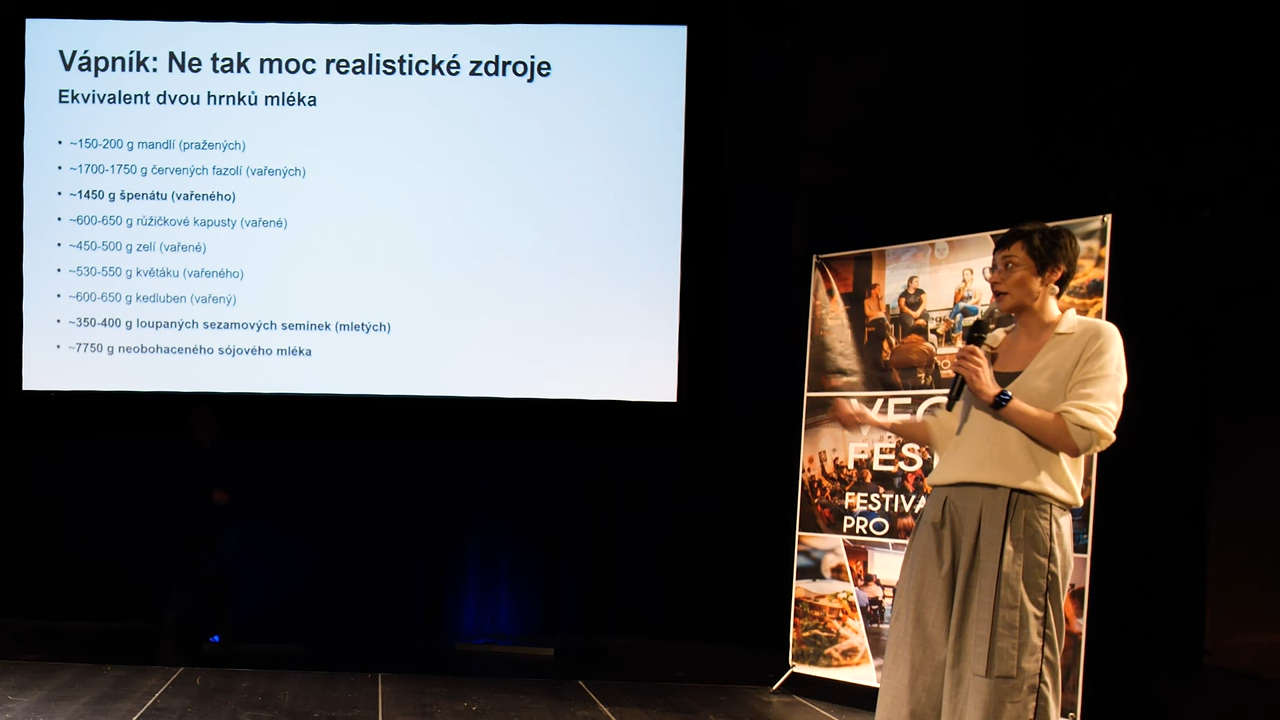 Vápník: Ne tak moc realistické zdroje
Ekvivalent dvou hrnků mléka
• ~150-200 g mandlí (pražených)
• ~1700-1750 g červených fazolí (vařených)
• ~1450 g špenátu (vařeného)
• ~600-650 g růžičkové kapusty (vařené)
• ~450-500 g zelí (vařené)
• ~530-550 g květáku (vařeného)
• ~600-650 g kedluben (vařený)
• ~350-400 g loupaných sezamových semínek (mletých)
• ~7750 g neobohaceného sójového mléka
FESTIVA
PRO